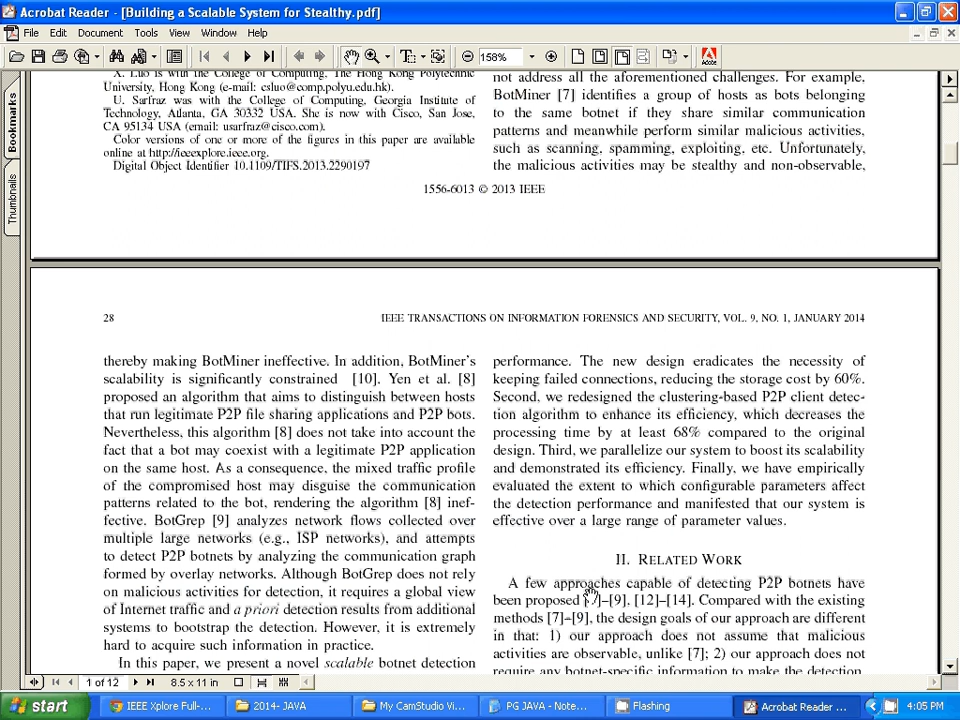 Acrobat Reader - [Building a Scalable System for Stealthy.pdf]
File Edit Document Tools View Window Help
158%
Bookmarks
Thumbnails
X. Luo is with the College of Computing, The Hong Kong Polytechnic
University, Hong Kong (e-mail: csluo@comp.polyu.edu.hk).
U. Sarfraz was with the College of Computing, Georgia Institute of
Technology, Atlanta, GA 30332 USA. She is now with Cisco, San Jose,
CA 95134 USA (email: usarfraz@cisco.com).
Color versions of one or more of the figures in this paper are available
online at http://ieeexplore.ieee.org.
Digital Object Identifier 10.1109/TIFS.2013.2290197
not address all the aforementioned challenges. For example,
BotMiner [7] identifies a group of hosts as bots belonging
to the same botnet if they share similar communication
patterns and meanwhile perform similar malicious activities,
such as scanning, spamming, exploiting, etc. Unfortunately,
the malicious activities may be stealthy and non-observable,
1556-6013 © 2013 IEEE
28 IEEE TRANSACTIONS ON INFORMATION FORENSICS AND SECURITY, VOL. 9, NO. 1, JANUARY 2014
thereby making BotMiner ineffective. In addition, BotMiner's
scalability is significantly constrained [10]. Yen et al. [8]
proposed an algorithm that aims to distinguish between hosts
that run legitimate P2P file sharing applications and P2P bots.
Nevertheless, this algorithm [8] does not take into account the
fact that a bot may coexist with a legitimate P2P application
on the same host. As a consequence, the mixed traffic profile
of the compromised host may disguise the communication
patterns related to the bot, rendering the algorithm [8] inef-
fective. BotGrep [9] analyzes network flows collected over
multiple large networks (e.g., ISP networks), and attempts
to detect P2P botnets by analyzing the communication graph
formed by overlay networks. Although BotGrep does not rely
on malicious activities for detection, it requires a global view
of Internet traffic and a priori detection results from additional
systems to bootstrap the detection. However, it is extremely
hard to acquire such information in practice.
In this paper, we present a novel scalable botnet detection
performance. The new design eradicates the necessity of
keeping failed connections, reducing the storage cost by 60%.
Second, we redesigned the clustering-based P2P client detec-
tion algorithm to enhance its efficiency, which decreases the
processing time by at least 68% compared to the original
design. Third, we parallelize our system to boost its scalability
and demonstrated its efficiency. Finally, we have empirically
evaluated the extent to which configurable parameters affect
the detection performance and manifested that our system is
effective over a large range of parameter values.
II. RELATED WORK
A few approaches capable of detecting P2P botnets have
been proposed [7]–[9], [12]–[14]. Compared with the existing
methods [7]–[9], the design goals of our approach are different
in that: 1) our approach does not assume that malicious
activities are observable, unlike [7]; 2) our approach does not
require any botnet-specific information to make the detection,
1 of 12 8.5 x 11 in
start IEEE Xplore Full-... 2014- JAVA My CamStudio Vi... PG JAVA - Note... Flashing Acrobat Reader ... 4:05 PM